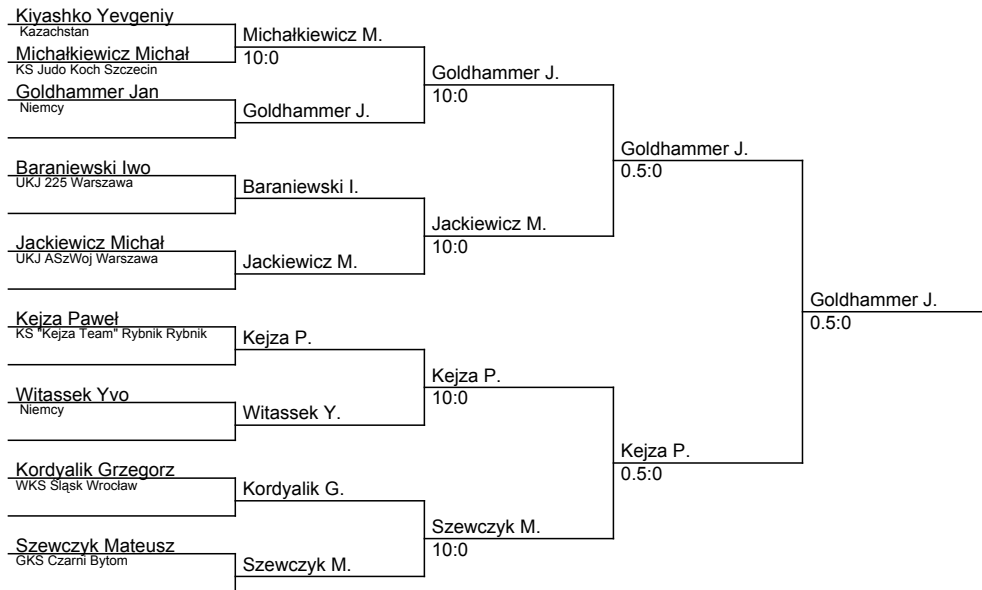 Kiyashko Yevgeniy
Kazachstan
Michałkiewicz Michał
KS Judo Koch Szczecin
Goldhammer Jan
Niemcy
Baraniewski Iwo
UKJ 225 Warszawa
Jackiewicz Michał
UKJ ASzWoj Warszawa
Kejza Paweł
KS "Kejza Team" Rybnik Rybnik
Witassek Yvo
Niemcy
Kordyalik Grzegorz
WKS Śląsk Wrocław
Szewczyk Mateusz
GKS Czarni Bytom
Michałkiewicz M.
10:0
Goldhammer J.
Baraniewski I.
Jackiewicz M.
Kejza P.
Witassek Y.
Kordyalik G.
Szewczyk M.
Goldhammer J.
10:0
Jackiewicz M.
10:0
Kejza P.
10:0
Szewczyk M.
10:0
Goldhammer J.
0.5:0
Kejza P.
0.5:0
Goldhammer J.
0.5:0